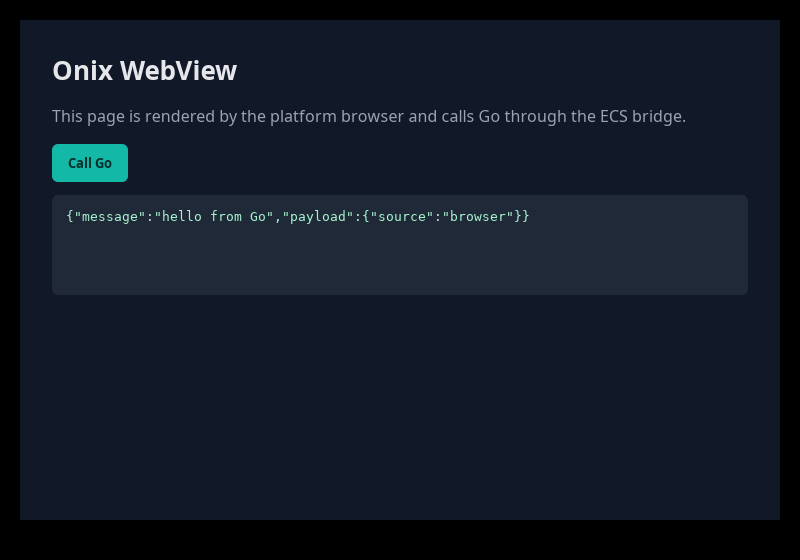 Onix WebView
This page is rendered by the platform browser and calls Go through the ECS bridge.
Call Go
{"message":"hello from Go","payload":{"source":"browser"}}